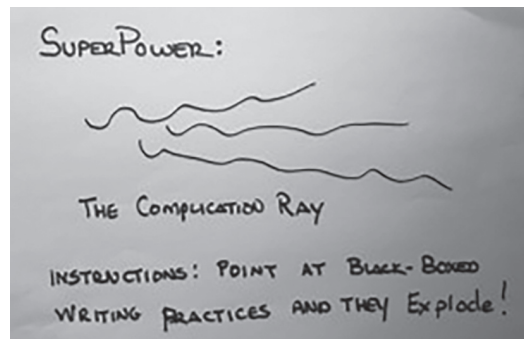 SuperPower:
The Complication Ray
Instructions: Point at Black-Boxed
Writing Practices and they Explode!